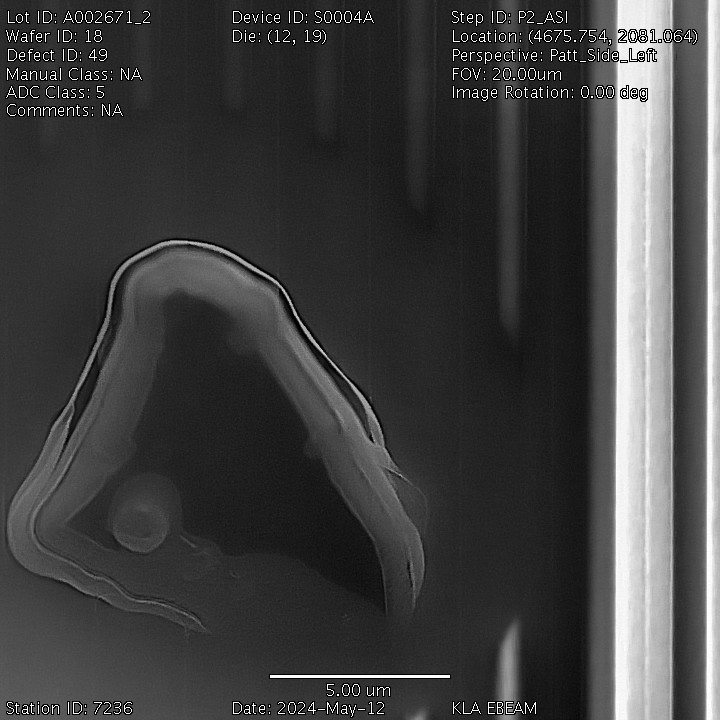 Lot ID: A002671_2
Wafer ID: 18
Defect ID: 49
Manual Class: NA
ADC Class: 5
Comments: NA
Device ID: S0004A
Die: (12, 19)
Step ID: P2_ASI
Location: (4675.754, 2081.064)
Perspective: Patt_Side_Left
FOV: 20.00um
Image Rotation: 0.00 deg
5.00 um
Station ID: 7236
Date: 2024-May-12
KLA EBEAM